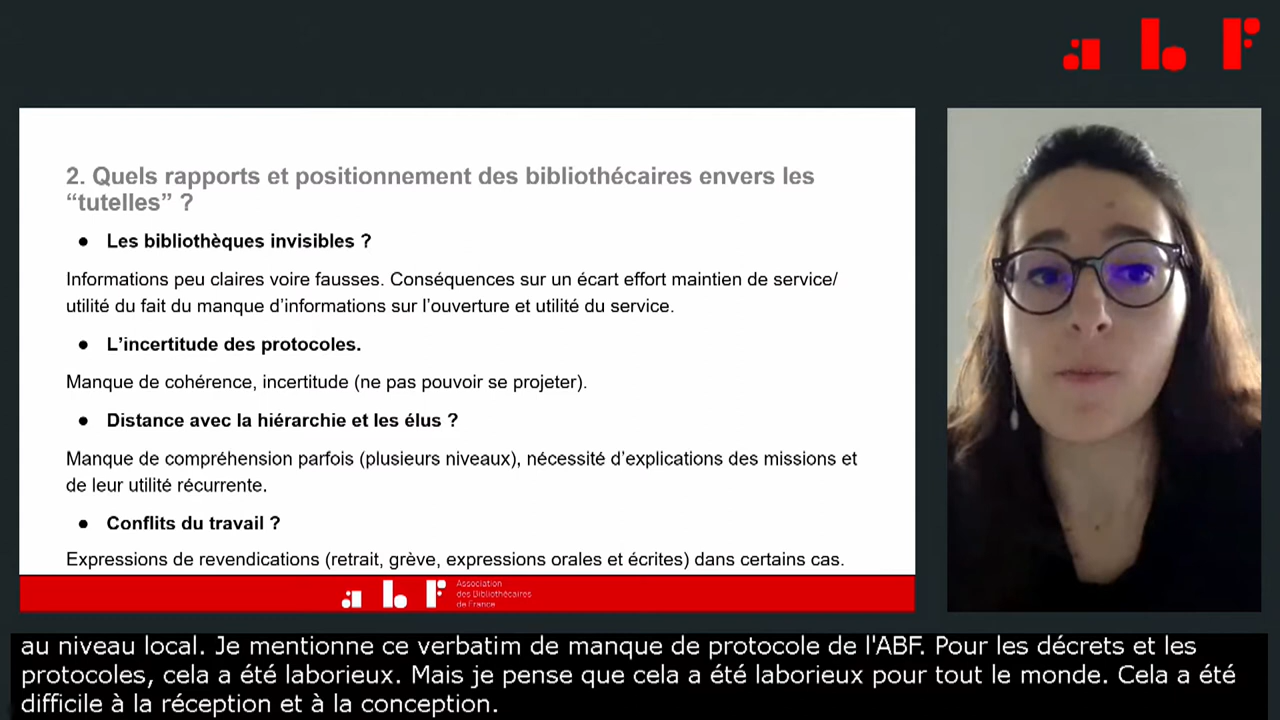 abf
2. Quels rapports et positionnement des bibliothécaires envers les
“tutelles” ?
● Les bibliothèques invisibles ?
Informations peu claires voire fausses. Conséquences sur un écart effort maintien de service/
utilité du fait du manque d’informations sur l’ouverture et utilité du service.
● L’incertitude des protocoles.
Manque de cohérence, incertitude (ne pas pouvoir se projeter).
● Distance avec la hiérarchie et les élus ?
Manque de compréhension parfois (plusieurs niveaux), nécessité d’explications des missions et
de leur utilité récurrente.
● Conflits du travail ?
Expressions de revendications (retrait, grève, expressions orales et écrites) dans certains cas.
abf
Association
des Bibliothécaires
de France
au niveau local. Je mentionne ce verbatim de manque de protocole de l'ABF. Pour les décrets et les
protocoles, cela a été laborieux. Mais je pense que cela a été laborieux pour tout le monde. Cela a été
difficile à la réception et à la conception.